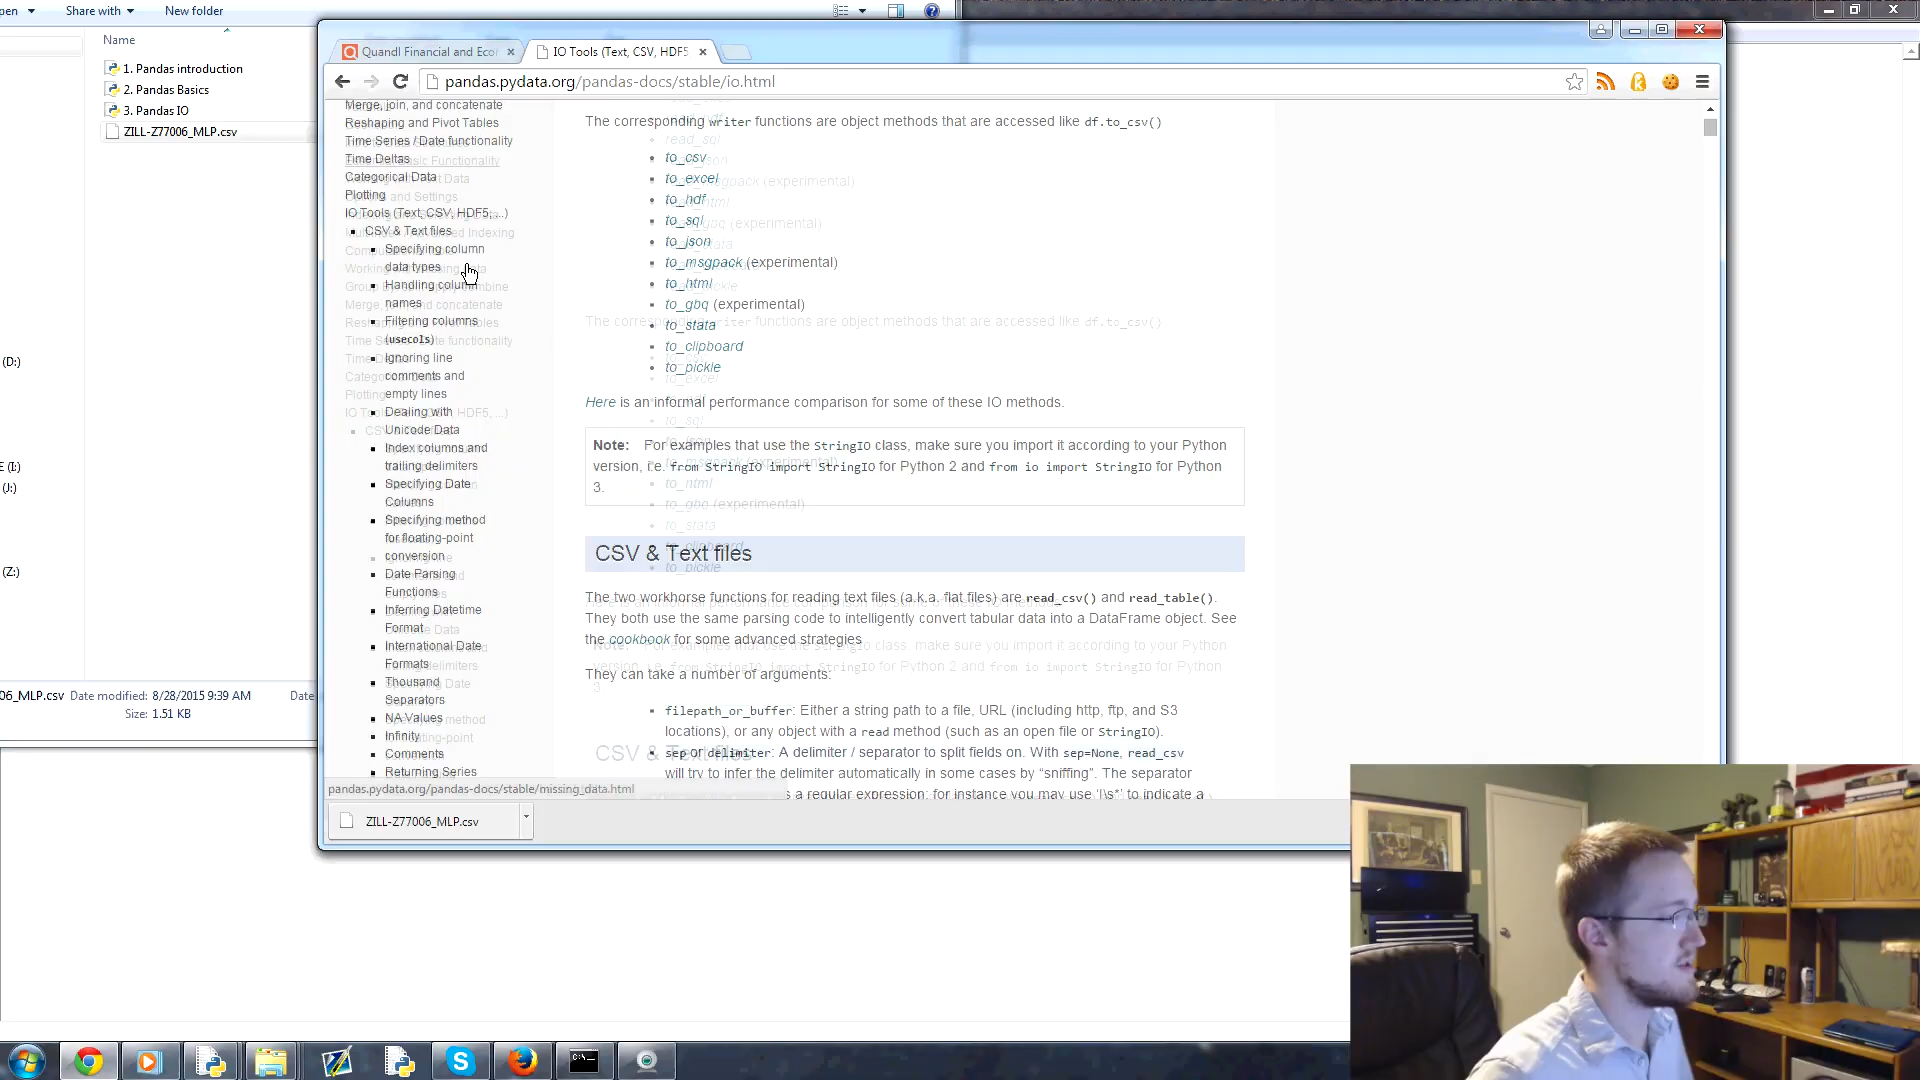 pen
Share with
New folder
Name
1. Pandas introduction
2. Pandas Basics
3. Pandas IO
ZILL-Z77006_MLP.csv
(D:)
E (I:)
(J:)
(Z:)
06_MLP.csv Date modified: 8/28/2015 9:39 AM Date
Size: 1.51 KB
Quandl Financial and Ecor
IO Tools (Text, CSV, HDF5
pandas.pydata.org/pandas-docs/stable/io.html
Merge, join, and concatenate
Reshaping and Pivot Tables
Time Series / Date functionality
Time Deltas
Categorical Data
Plotting
IO Tools (Text, CSV, HDF5, ...)
CSV & Text files
Specifying column
data types
Handling column
names
Filtering columns
(usecols)
Ignoring line
comments and
empty lines
Dealing with
Unicode Data
Index columns and
trailing delimiters
Specifying Date
Columns
Specifying method
for floating-point
conversion
Date Parsing
Functions
Inferring Datetime
Format
International Date
Formats
Thousand
Separators
NA Values
Infinity
Comments
Returning Series
The corresponding writer functions are object methods that are accessed like df.to_csv()
to_csv
to_excel
to_hdf
to_sql
to_json
to_msgpack (experimental)
to_html
to_gbq (experimental)
to_stata
to_clipboard
to_pickle
Here is an informal performance comparison for some of these IO methods.
Note: For examples that use the StringIO class, make sure you import it according to your Python
version, i.e. from StringIO import StringIO for Python 2 and from io import StringIO for Python
3.
CSV & Text files
The two workhorse functions for reading text files (a.k.a. flat files) are read_csv() and read_table().
They both use the same parsing code to intelligently convert tabular data into a DataFrame object. See
the cookbook for some advanced strategies
They can take a number of arguments:
filepath_or_buffer: Either a string path to a file, URL (including http, ftp, and S3
locations), or any object with a read method (such as an open file or StringIO).
sep or delimiter: A delimiter / separator to split fields on. With sep=None, read_csv
will try to infer the delimiter automatically in some cases by “sniffing”. The separator
s a regular expression; for instance you may use ‘|\s*’ to indicate a
pandas.pydata.org/pandas-docs/stable/missing_data.html
ZILL-Z77006_MLP.csv